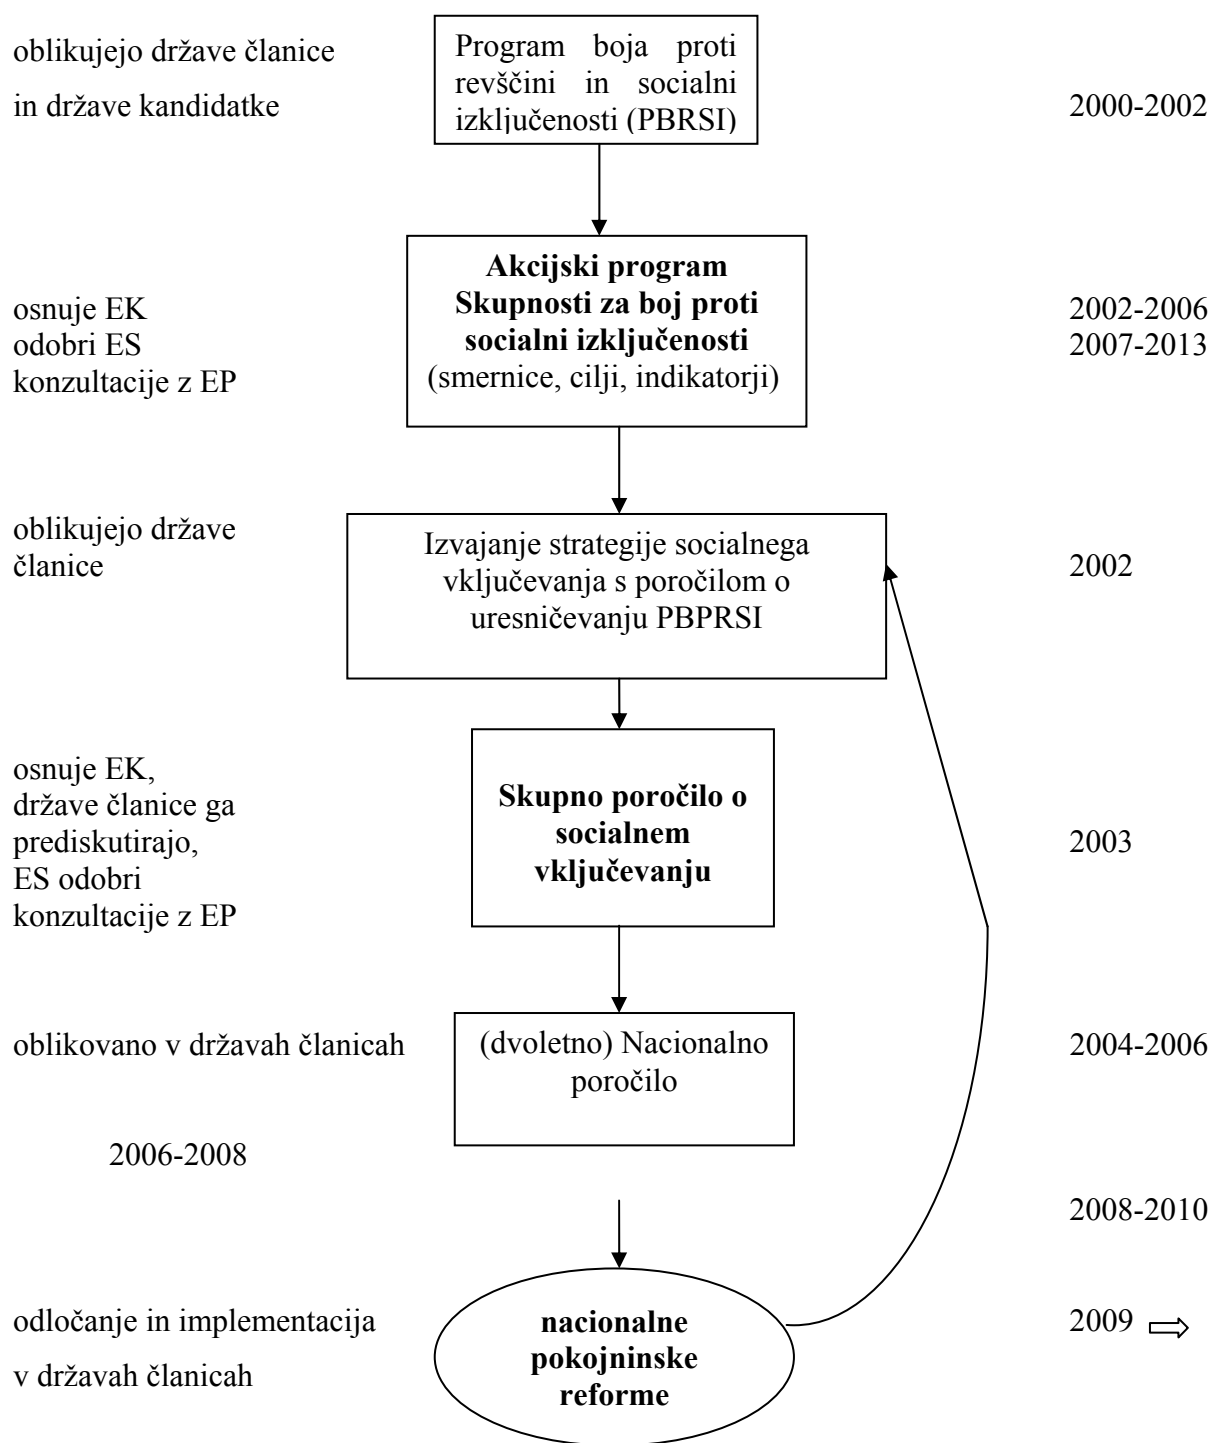 oblikujejo države članice
in države kandidatke
Program boja proti
revščini in socialni
izključenosti (PBRSI)
2000-2002
osnuje EK
odobri ES
konzultacije z EP
Akcijski program
Skupnosti za boj proti
socialni izključenosti
(smernice, cilji, indikatorji)
2002-2006
2007-2013
oblikujejo države
članice
Izvajanje strategije socialnega
vključevanja s poročilom o
uresničevanju PBPRSI
2002
osnuje EK,
države članice ga
prediskutirajo,
ES odobri
konzultacije z EP
Skupno poročilo o
socialnem
vključevanju
2003
oblikovano v državah članicah
(dvoletno) Nacionalno
poročilo
2004-2006
2006-2008
2008-2010
odločanje in implementacija
v državah članicah
nacionalne
pokojninske
reforme
2009